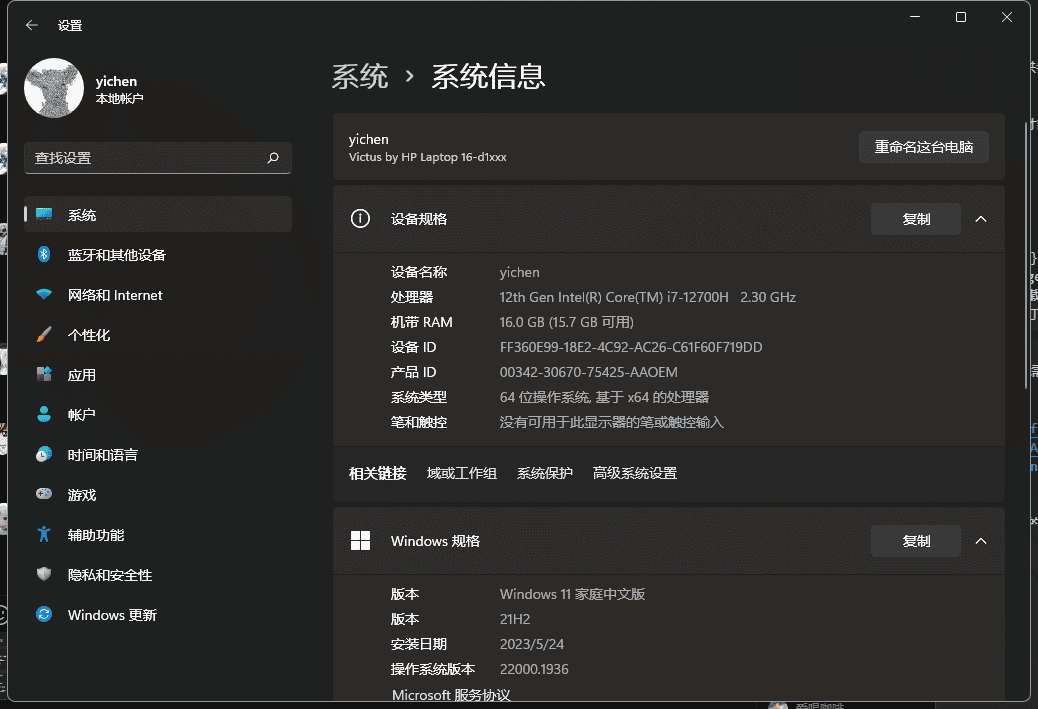 设置
yichen
本地帐户
查找设置
系统
蓝牙和其他设备
网络和 Internet
个性化
应用
帐户
时间和语言
游戏
辅助功能
隐私和安全性
Windows 更新
系统 › 系统信息
yichen
Victus by HP Laptop 16-d1xxx
重命名这台电脑
设备规格
复制
设备名称 yichen
处理器 12th Gen Intel(R) Core(TM) i7-12700H 2.30 GHz
机带 RAM 16.0 GB (15.7 GB 可用)
设备 ID FF360E99-18E2-4C92-AC26-C61F60F719DD
产品 ID 00342-30670-75425-AAOEM
系统类型 64 位操作系统, 基于 x64 的处理器
笔和触控 没有可用于此显示器的笔或触控输入
相关链接 域或工作组 系统保护 高级系统设置
Windows 规格
复制
版本 Windows 11 家庭中文版
版本 21H2
安装日期 2023/5/24
操作系统版本 22000.1936
Microsoft 服务协议